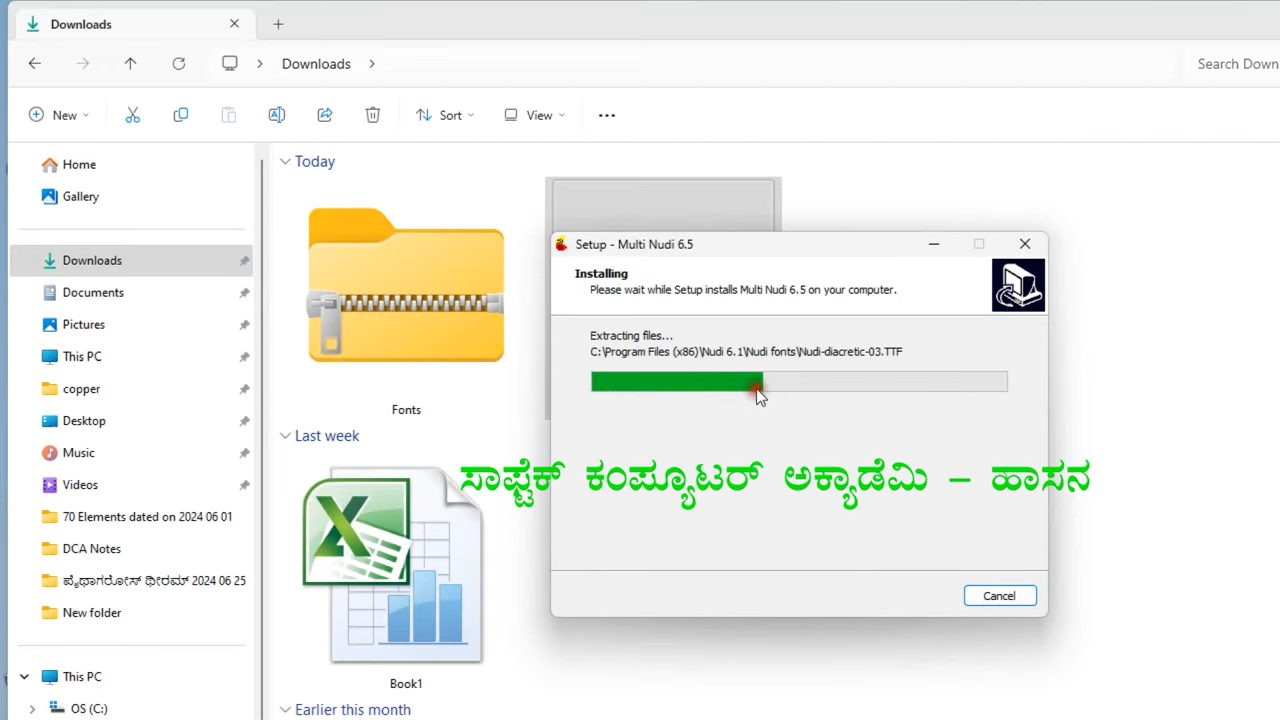 Downloads
Downloads
Search Down
New
Sort
View
Home
Gallery
Downloads
Documents
Pictures
This PC
copper
Desktop
Music
Videos
70 Elements dated on 2024 06 01
DCA Notes
ಪೈಥಾಗರೋಸ್ ಥೀರಮ್ 2024 06 25
New folder
This PC
OS (C:)
Today
Fonts
Last week
Book1
Earlier this month
Setup - Multi Nudi 6.5
Installing
Please wait while Setup installs Multi Nudi 6.5 on your computer.
Extracting files...
C:\Program Files (x86)\Nudi 6.1\Nudi fonts\Nudi-diacretic-03.TTF
ಸಾಫ್ಟೆಕ್ ಕಂಪ್ಯೂಟರ್ ಅಕ್ಯಾಡೆಮಿ – ಹಾಸನ
Cancel